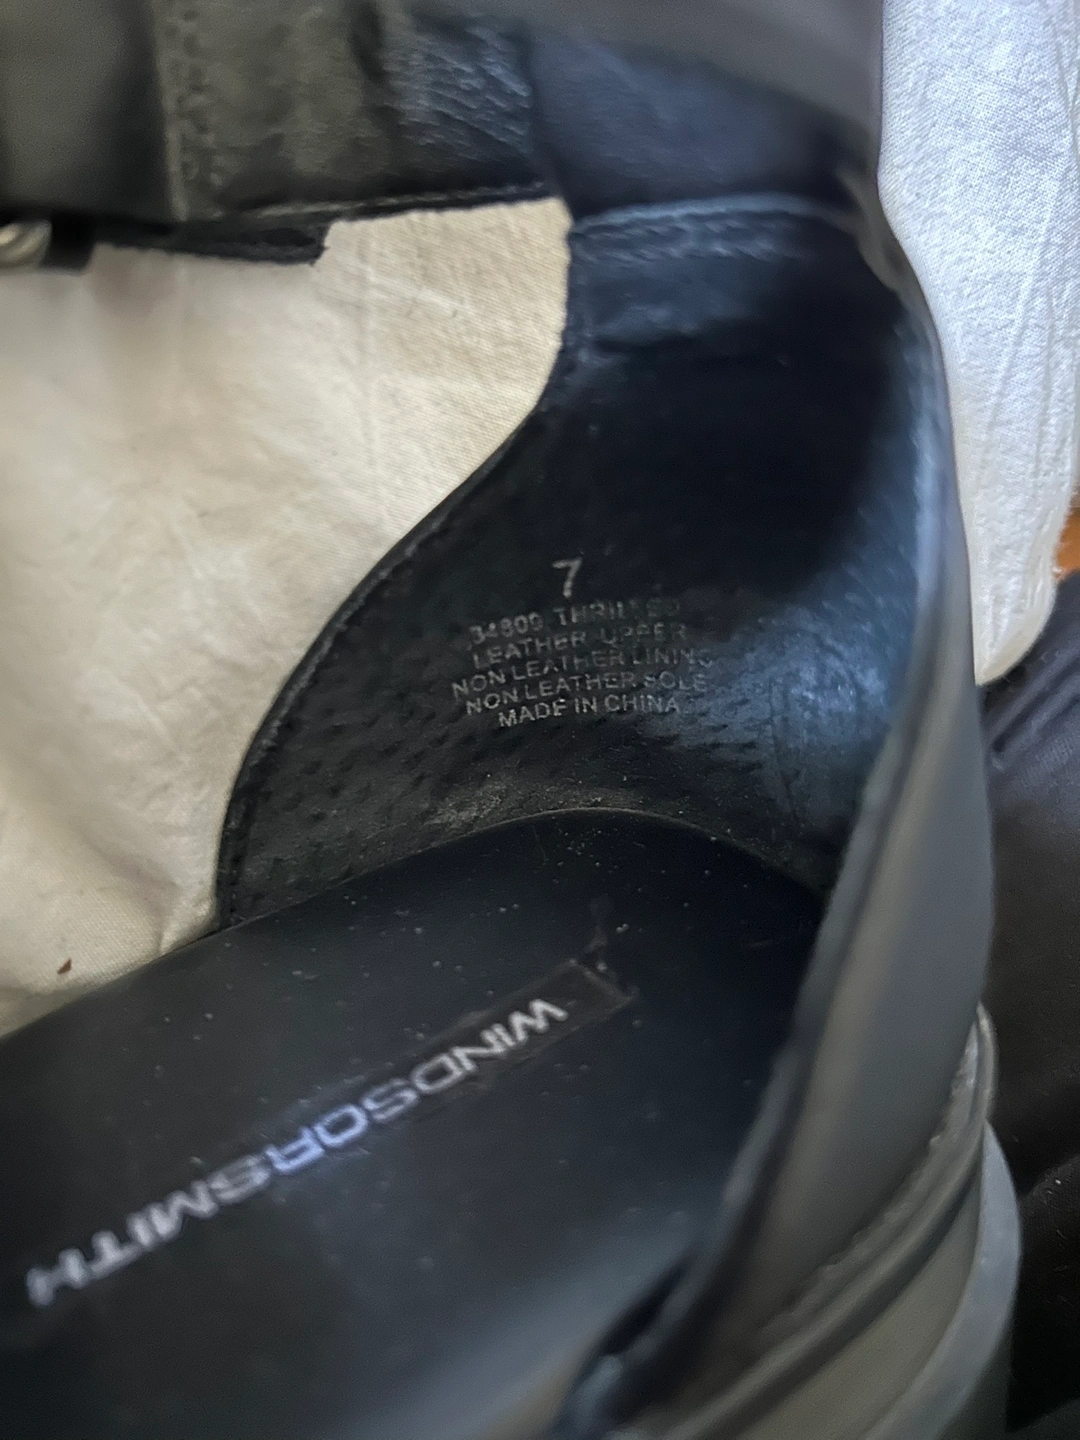 7
34809 THRILLED
LEATHER UPPER
NON LEATHER LINING
NON LEATHER SOLE
MADE IN CHINA
WINDSORSMITH